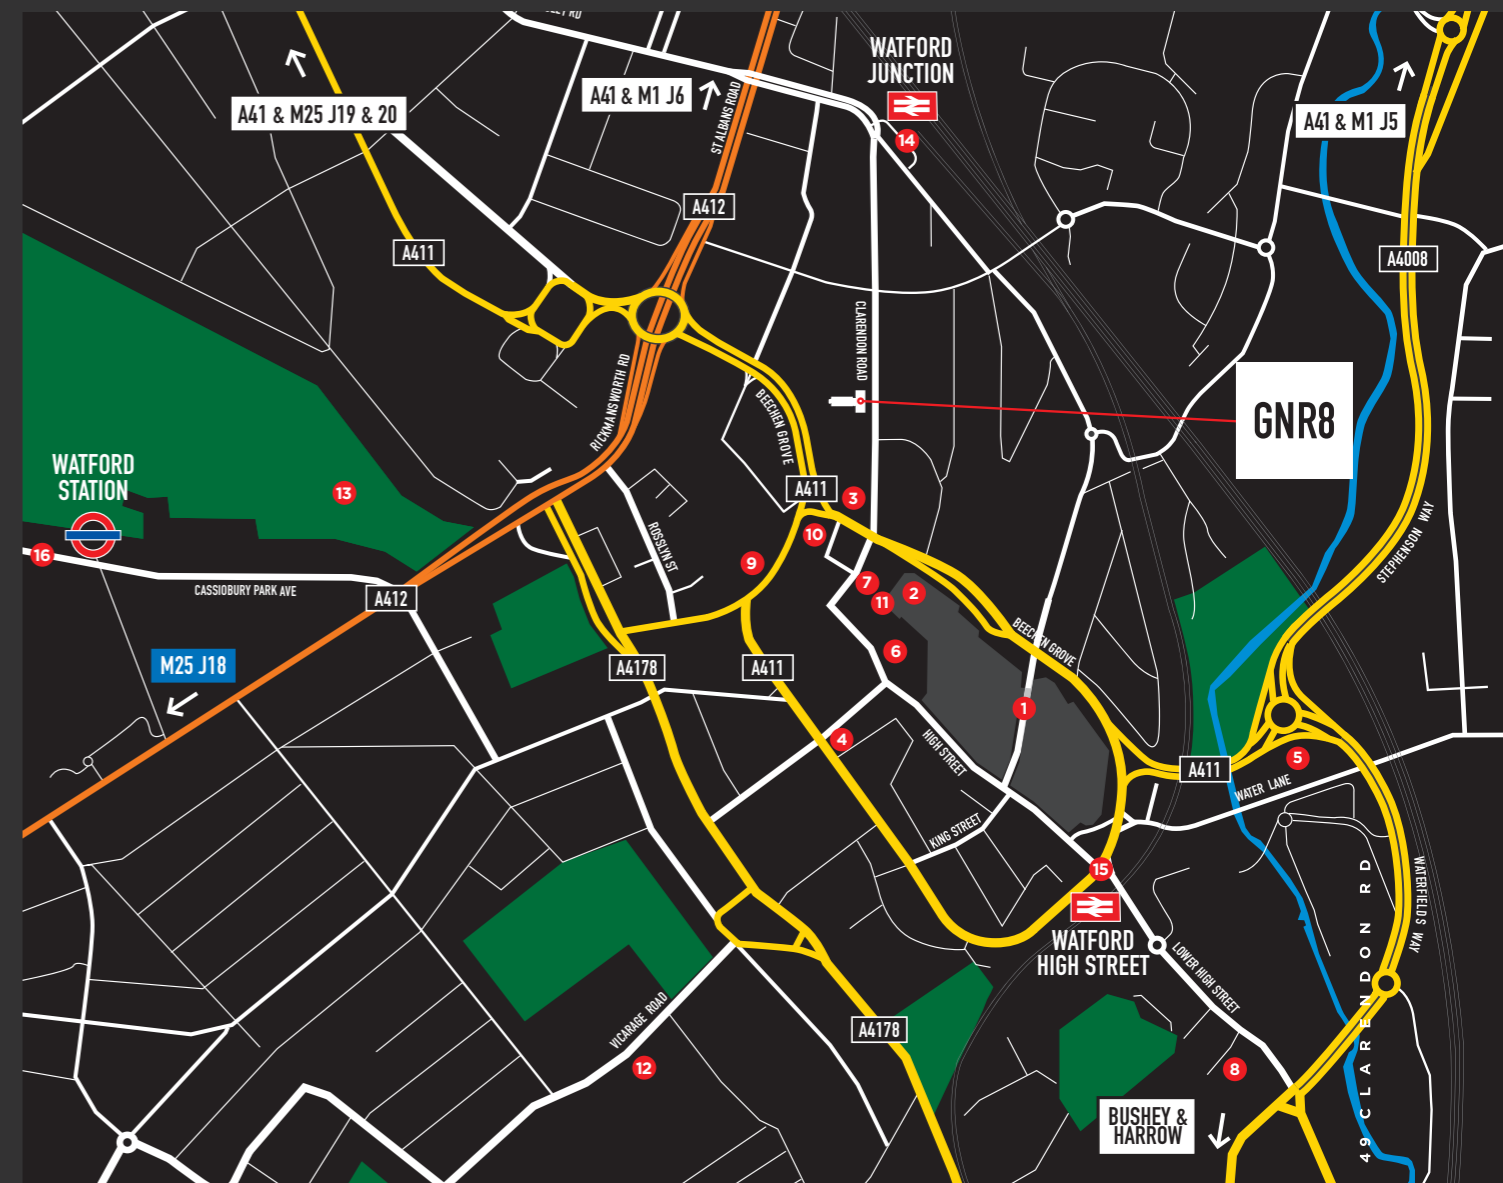 WATFORD
JUNCTION
14
A41 & M1 J6
A41 & M25 J19 & 20
A41 & M1 J5
ST ALBANS ROAD
A412
A411
A4008
CLARENDON ROAD
GNR8
RICKMANSWORTH RD
BEECHEN GROVE
WATFORD
STATION
13
16
A411
3
10
9
ROSSLYN ST
STEPHENSON WAY
CASSIOBURY PARK AVE
A412
7
11
2
6
BEECHEN GROVE
M25 J18
A4178
A411
1
4
HIGH STREET
A411
5
WATER LANE
KING STREET
15
WATFORD
HIGH STREET
WATERFIELDS WAY
LOWER HIGH STREET
VICARAGE ROAD
A4178
12
8
BUSHEY &
HARROW
49 CLARENDON RD